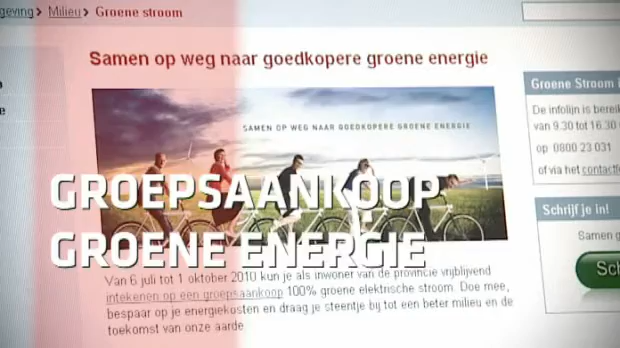 Milieu > Groene stroom
Samen op weg naar goedkopere groene energie
SAMEN OP WEG NAAR GOEDKOPERE GROENE ENERGIE
GROEPSAANKOOP
GROENE ENERGIE
Van 6 juli tot 1 oktober 2010 kun je als inwoner van de provincie vrijblijvend
intekenen op een groepsaankoop 100% groene elektrische stroom. Doe mee,
bespaar op je energiekosten en draag je steentje bij tot een beter milieu en de
toekomst van onze aarde
Groene Stroom
De infolijn is
van 9.30 tot 16.30
op 0800 23 031
of via het
Schrijf je in!
Samen